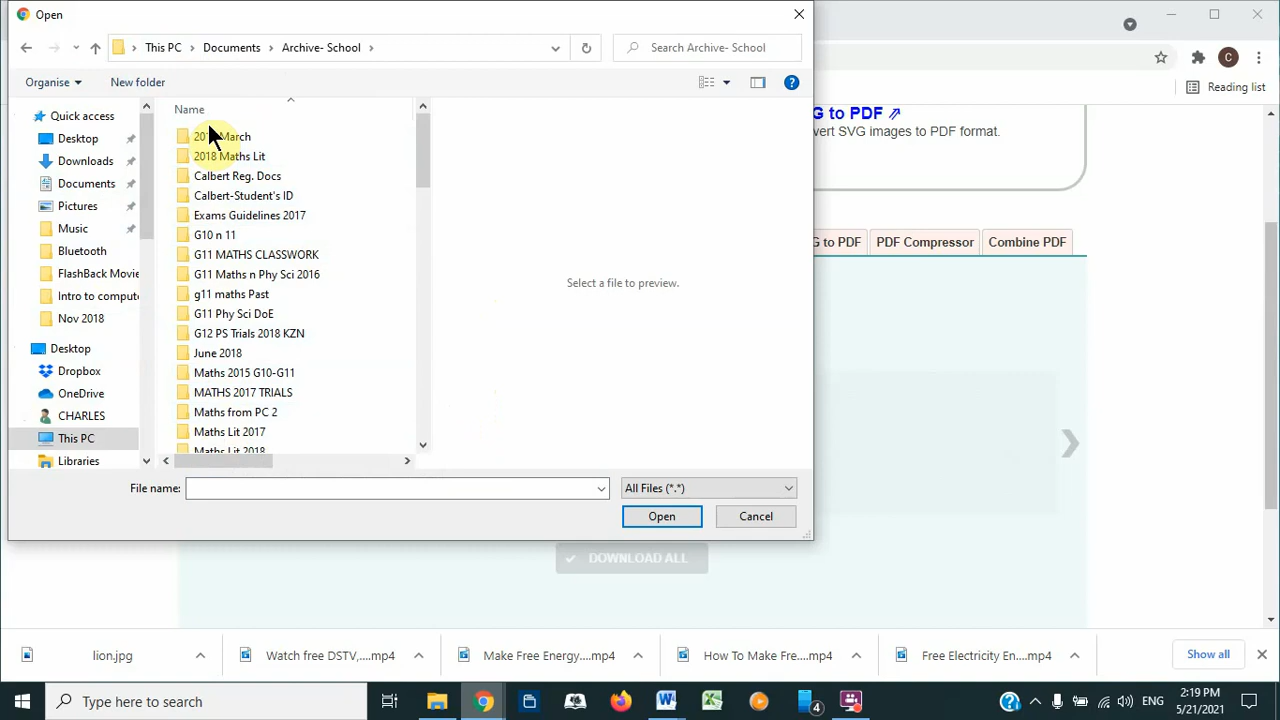 Open
This PC
Documents
Archive- School
Search Archive- School
Organise
New folder
Reading list
Quick access
Desktop
Downloads
Documents
Pictures
Music
Bluetooth
FlashBack Movie
Intro to compute
Nov 2018
Desktop
Dropbox
OneDrive
CHARLES
This PC
Libraries
Name
March
2018 Maths Lit
Calbert Reg. Docs
Calbert-Student's ID
Exams Guidelines 2017
G10 n 11
G11 MATHS CLASSWORK
G11 Maths n Phy Sci 2016
g11 maths Past
G11 Phy Sci DoE
G12 PS Trials 2018 KZN
June 2018
Maths 2015 G10-G11
MATHS 2017 TRIALS
Maths from PC 2
Maths Lit 2017
Maths Lit 2018
Select a file to preview.
File name:
All Files (*.*)
Open
Cancel
G to PDF
vert SVG images to PDF format.
G to PDF
PDF Compressor
Combine PDF
DOWNLOAD ALL
lion.jpg
Watch free DSTV,....mp4
Make Free Energy....mp4
How To Make Fre....mp4
Free Electricity En....mp4
Show all
Type here to search
4
ENG
2:19 PM
5/21/2021
C